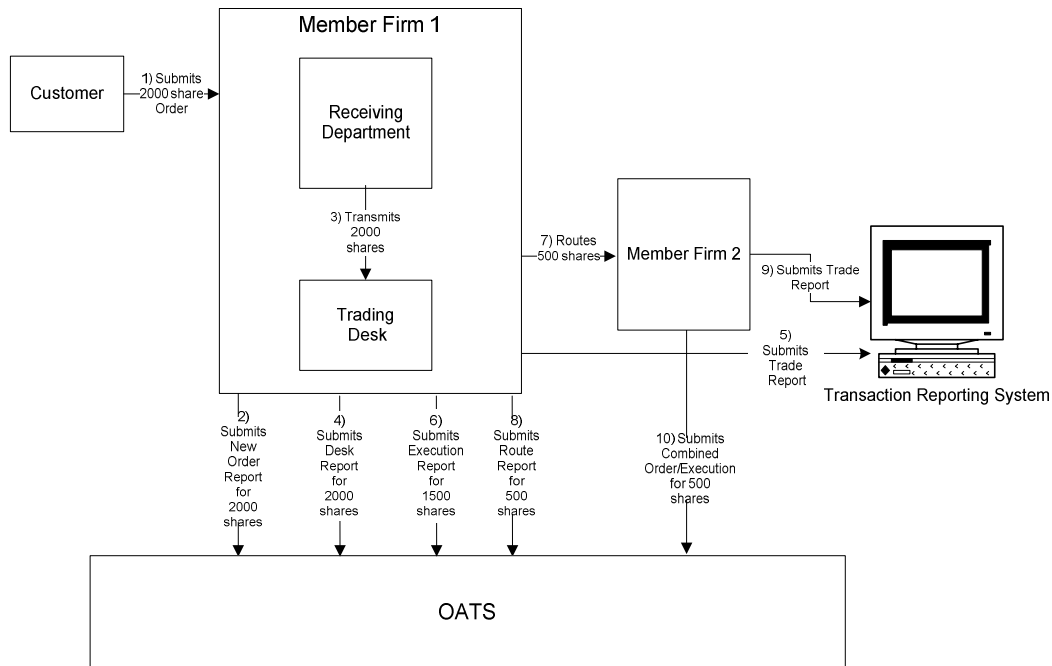 Member Firm 1
Customer
1) Submits
2000 share
Order
Receiving
Department
3) Transmits
2000
shares
Trading
Desk
7) Routes
500 shares
Member Firm 2
9) Submits Trade
Report
5)
Submits
Trade
Report
Transaction Reporting System
2)
Submits
New
Order
Report
for
2000
shares
4)
Submits
Desk
Report
for
2000
shares
6)
Submits
Execution
Report for
1500
shares
8)
Submits
Route
Report for
500
shares
10) Submits
Combined
Order/Execution
for 500
shares
OATS